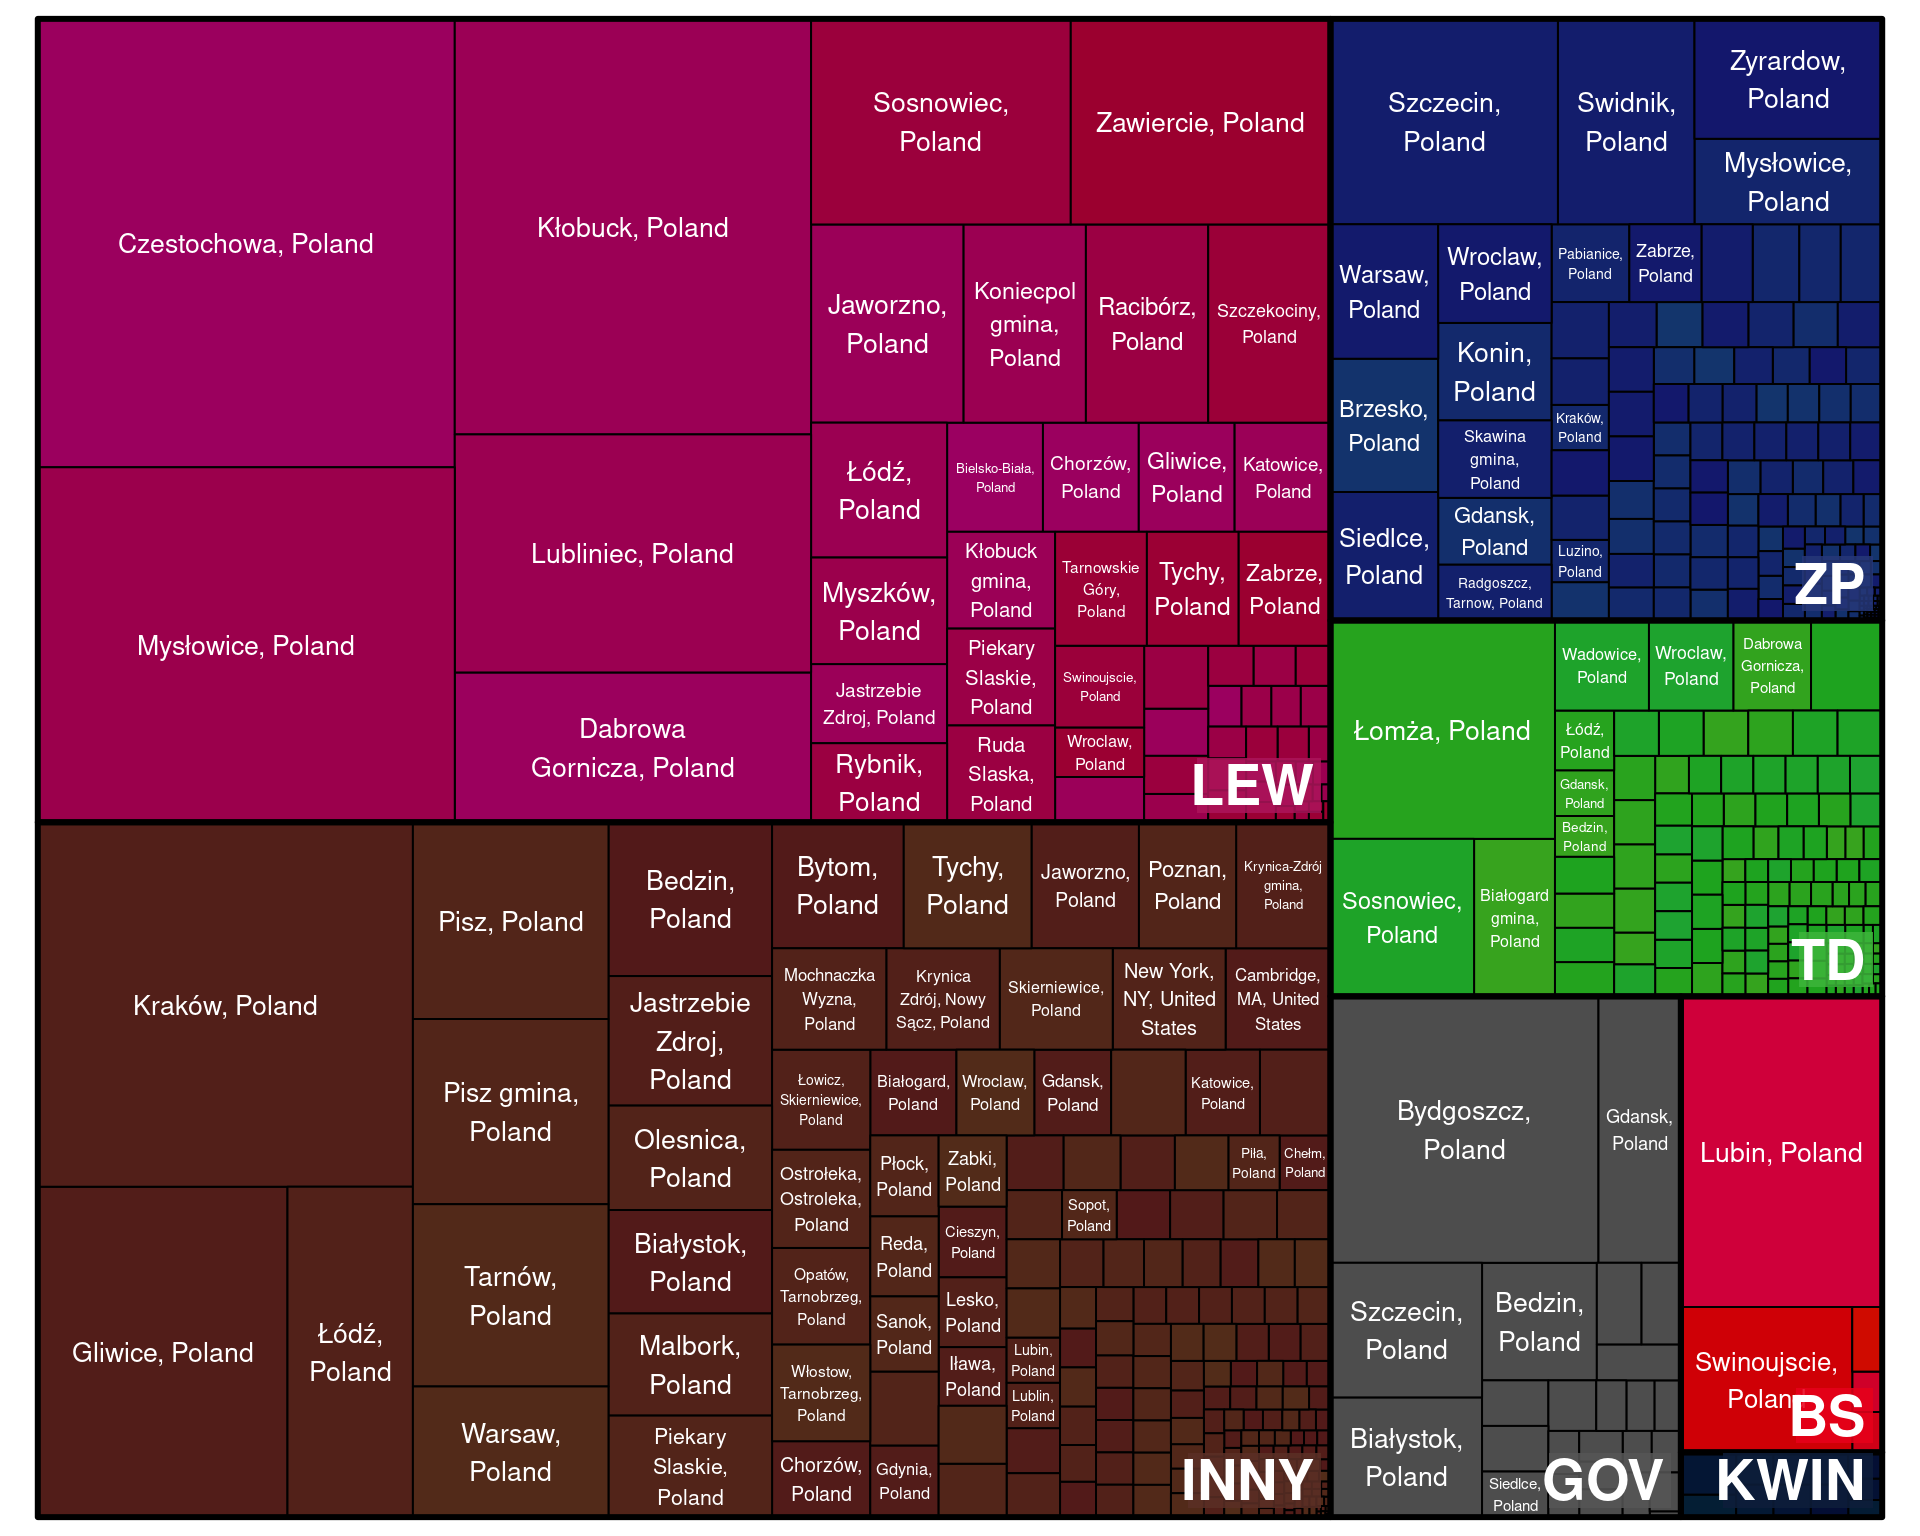 Czestochowa, Poland
Mysłowice, Poland
Kłobuck, Poland
Lubliniec, Poland
Dabrowa
Gornicza, Poland
Sosnowiec,
Poland
Zawiercie, Poland
Jaworzno,
Poland
Koniecpol
gmina,
Poland
Racibórz,
Poland
Szczekociny,
Poland
Łódź,
Poland
Myszków,
Poland
Jastrzebie
Zdroj, Poland
Rybnik,
Poland
Bielsko-Biała,
Poland
Chorzów,
Poland
Gliwice,
Poland
Katowice,
Poland
Kłobuck
gmina,
Poland
Piekary
Slaskie,
Poland
Ruda
Slaska,
Poland
Tarnowskie
Góry,
Poland
Tychy,
Poland
Zabrze,
Poland
Swinoujscie,
Poland
Wroclaw,
Poland
LEW
Szczecin,
Poland
Swidnik,
Poland
Zyrardow,
Poland
Mysłowice,
Poland
Warsaw,
Poland
Brzesko,
Poland
Siedlce,
Poland
Wroclaw,
Poland
Konin,
Poland
Skawina
gmina,
Poland
Gdansk,
Poland
Radgoszcz,
Tarnow, Poland
Pabianice,
Poland
Zabrze,
Poland
Kraków,
Poland
Luzino,
Poland
ZP
Łomża, Poland
Sosnowiec,
Poland
Białogard
gmina,
Poland
Wadowice,
Poland
Wroclaw,
Poland
Dabrowa
Gornicza,
Poland
Łódź,
Poland
Gdansk,
Poland
Bedzin,
Poland
TD
Kraków, Poland
Gliwice, Poland
Łódź,
Poland
Pisz, Poland
Pisz gmina,
Poland
Tarnów,
Poland
Warsaw,
Poland
Bedzin,
Poland
Jastrzebie
Zdroj,
Poland
Olesnica,
Poland
Białystok,
Poland
Malbork,
Poland
Piekary
Slaskie,
Poland
Bytom,
Poland
Tychy,
Poland
Jaworzno,
Poland
Poznan,
Poland
Krynica-Zdrój
gmina,
Poland
Mochnaczka
Wyzna,
Poland
Krynica
Zdrój, Nowy
Sącz, Poland
Skierniewice,
Poland
New York,
NY, United
States
Cambridge,
MA, United
States
Łowicz,
Skierniewice,
Poland
Ostrołeka,
Ostroleka,
Poland
Opatów,
Tarnobrzeg,
Poland
Włostow,
Tarnobrzeg,
Poland
Chorzów,
Poland
Białogard,
Poland
Wroclaw,
Poland
Gdansk,
Poland
Katowice,
Poland
Płock,
Poland
Reda,
Poland
Sanok,
Poland
Gdynia,
Poland
Zabki,
Poland
Cieszyn,
Poland
Lesko,
Poland
Iława,
Poland
Piła,
Poland
Chełm,
Poland
Sopot,
Poland
Lubin,
Poland
Lublin,
Poland
INNY
Bydgoszcz,
Poland
Gdansk,
Poland
Szczecin,
Poland
Białystok,
Poland
Bedzin,
Poland
Siedlce,
Poland
GOV
Lubin, Poland
Swinoujscie,
Poland
BS
KWIN